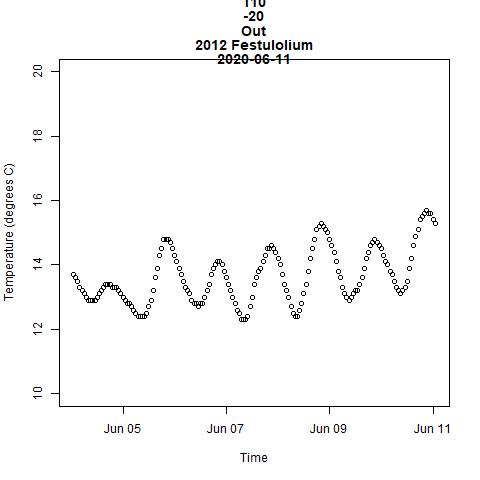 110
-20
Out
2012 Festulolium
2020-06-11
20
18
16
14
12
10
Temperature (degrees C)
Jun 05
Jun 07
Jun 09
Jun 11
Time